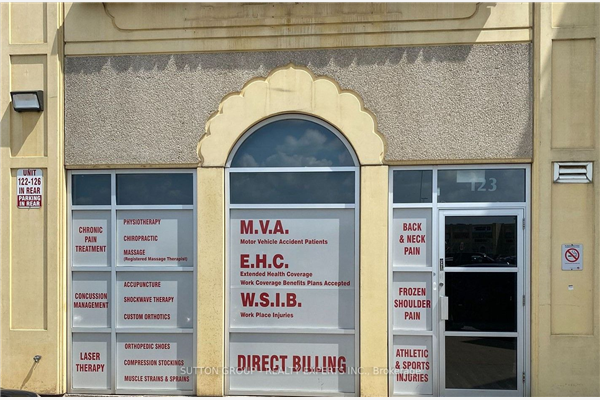 UNIT
122-126
IN REAR
PARKING
IN REAR
CHRONIC
PAIN
TREATMENT
PHYSIOTHERAPY
CHIROPRACTIC
MASSAGE
(Registered Massage Therapist)
CONCUSSION
MANAGEMENT
ACCUPUNCTURE
SHOCKWAVE THERAPY
CUSTOM ORTHOTICS
LASER
THERAPY
ORTHOPEDIC SHOES
COMPRESSION STOCKINGS
MUSCLE STRAINS & SPRAINS
M.V.A.
Motor Vehicle Accident Patients
E.H.C.
Extended Health Coverage
Work Coverage Benefits Plans Accepted
W.S.I.B.
Work Place Injuries
DIRECT BILLING
123
BACK
& NECK
PAIN
FROZEN
SHOULDER
PAIN
ATHLETIC
& SPORTS
INJURIES
SUTTON GROUP - REALTY EXPERTS INC., Brokerage